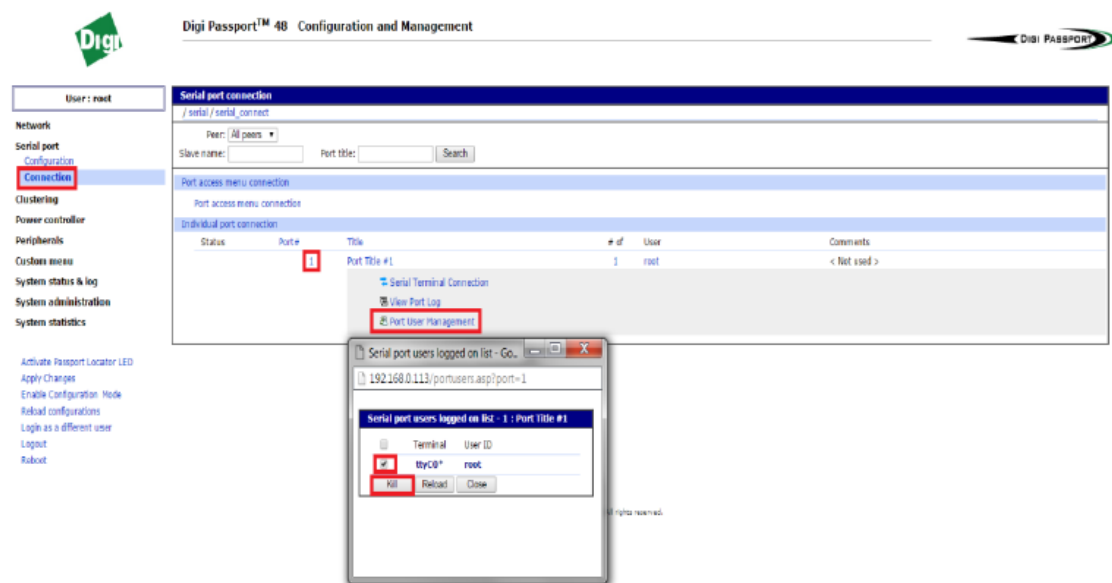 Digi
Digi Passport™ 48 Configuration and Management
DIGI PASSPORT
User : root
Network
Serial port
Configuration
Connection
Clustering
Power controller
Peripherals
Custom menu
System status & log
System administration
System statistics
Activate Passport Locator LED
Apply Changes
Enable Configuration Mode
Reload configurations
Login as a different user
Logout
Reboot
Serial port connection
/ serial / serial_connect
Peer: All peers
Slave name: Port title: Search
Port access menu connection
Port access menu connection
Individual port connection
Status Port# Title # of User Comments
1 Port Title #1 1 root < Not used >
Serial Terminal Connection
View Port Log
Port User Management
Serial port users logged on list - Go...
192.168.0.113/portusers.asp?port=1
Serial port users logged on list - 1 : Port Title #1
Terminal User ID
ttyC0* root
Kill Reload Close
rights reserved.